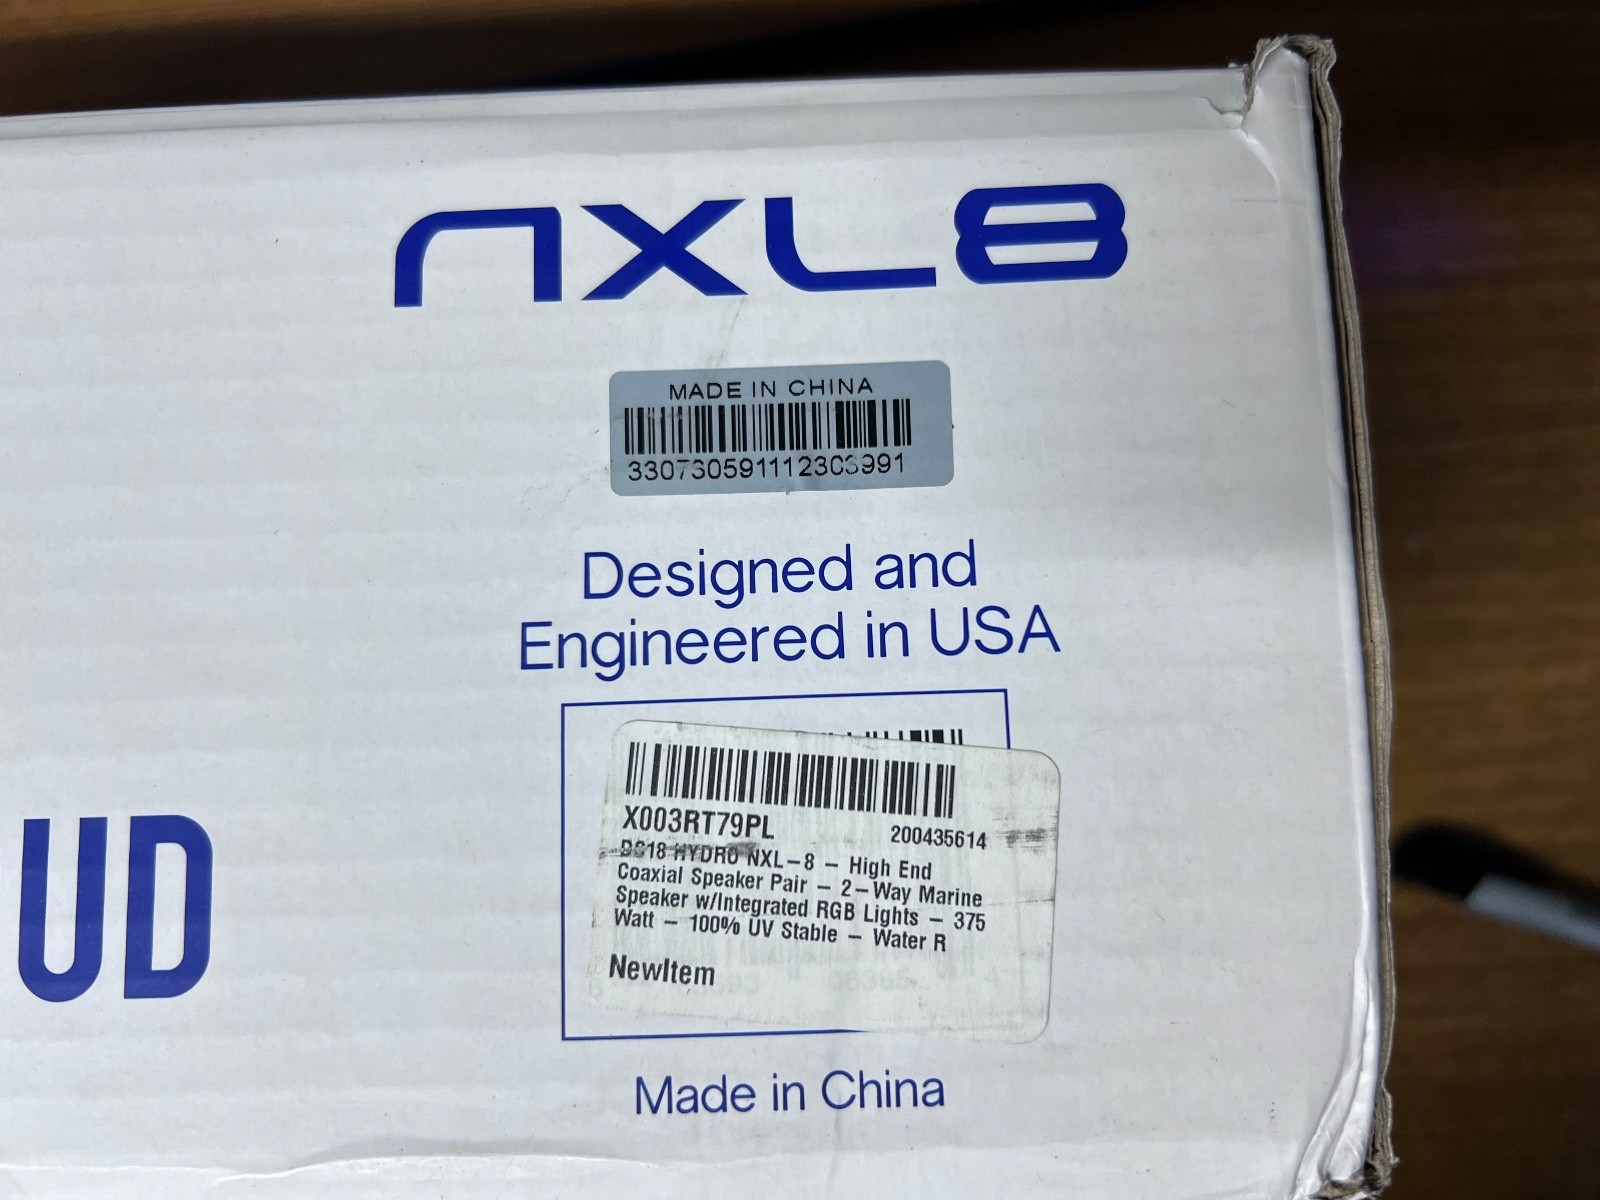 NXL8
MADE IN CHINA
3307305911123C3991
Designed and
Engineered in USA
X003RT79PL 200435614
DS18 HYDRO NXL-8 - High End
Coaxial Speaker Pair - 2-Way Marine
Speaker w/Integrated RGB Lights - 375
Watt - 100% UV Stable - Water R
NewItem
UD
Made in China